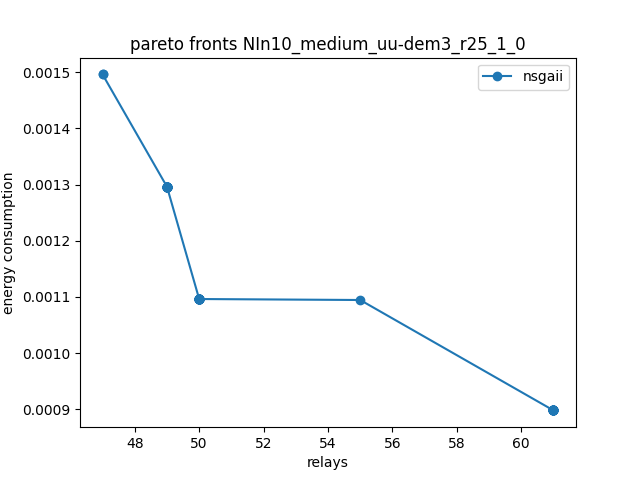 pareto fronts NIn10_medium_uu-dem3_r25_1_0
nsgaii
0.0015
0.0014
0.0013
0.0012
0.0011
0.0010
0.0009
energy consumption
48 50 52 54 56 58 60
relays